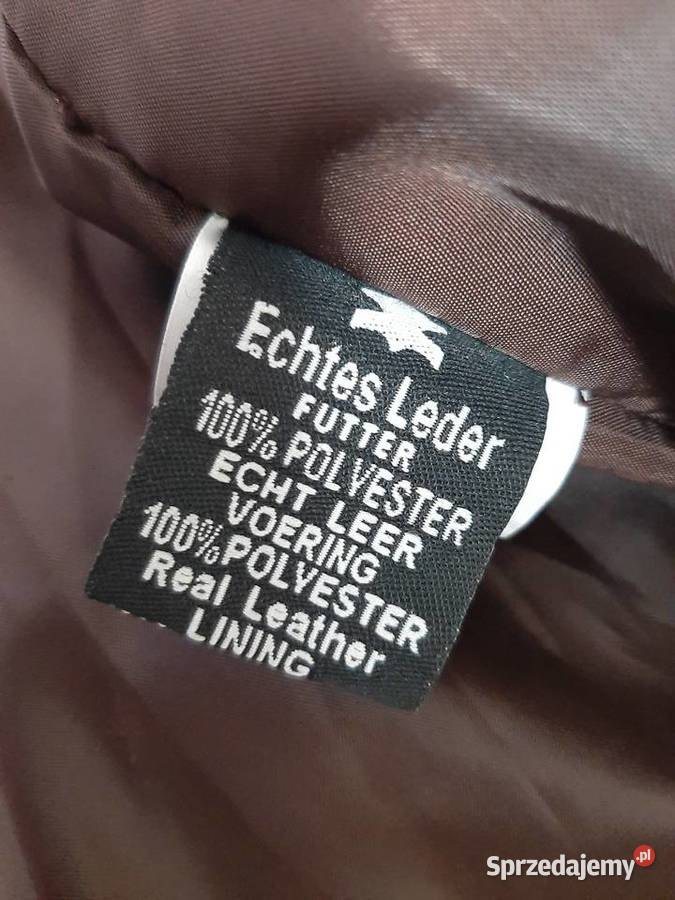 Echtes Leder
FUTTER
100% POLYESTER
ECHT LEER
VOERING
100% POLYESTER
Real Leather
LINING
Sprzedajemy.pl